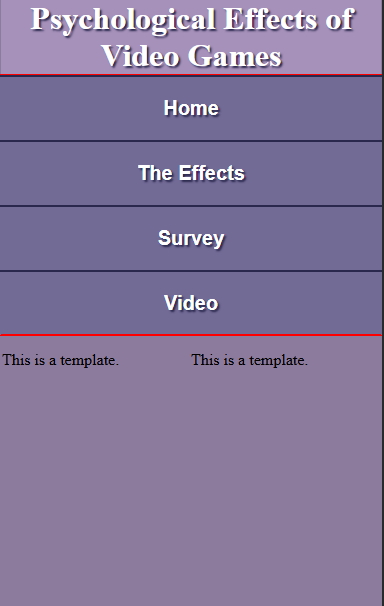 Psychological Effects of
Video Games
Home
The Effects
Survey
Video
This is a template. This is a template.